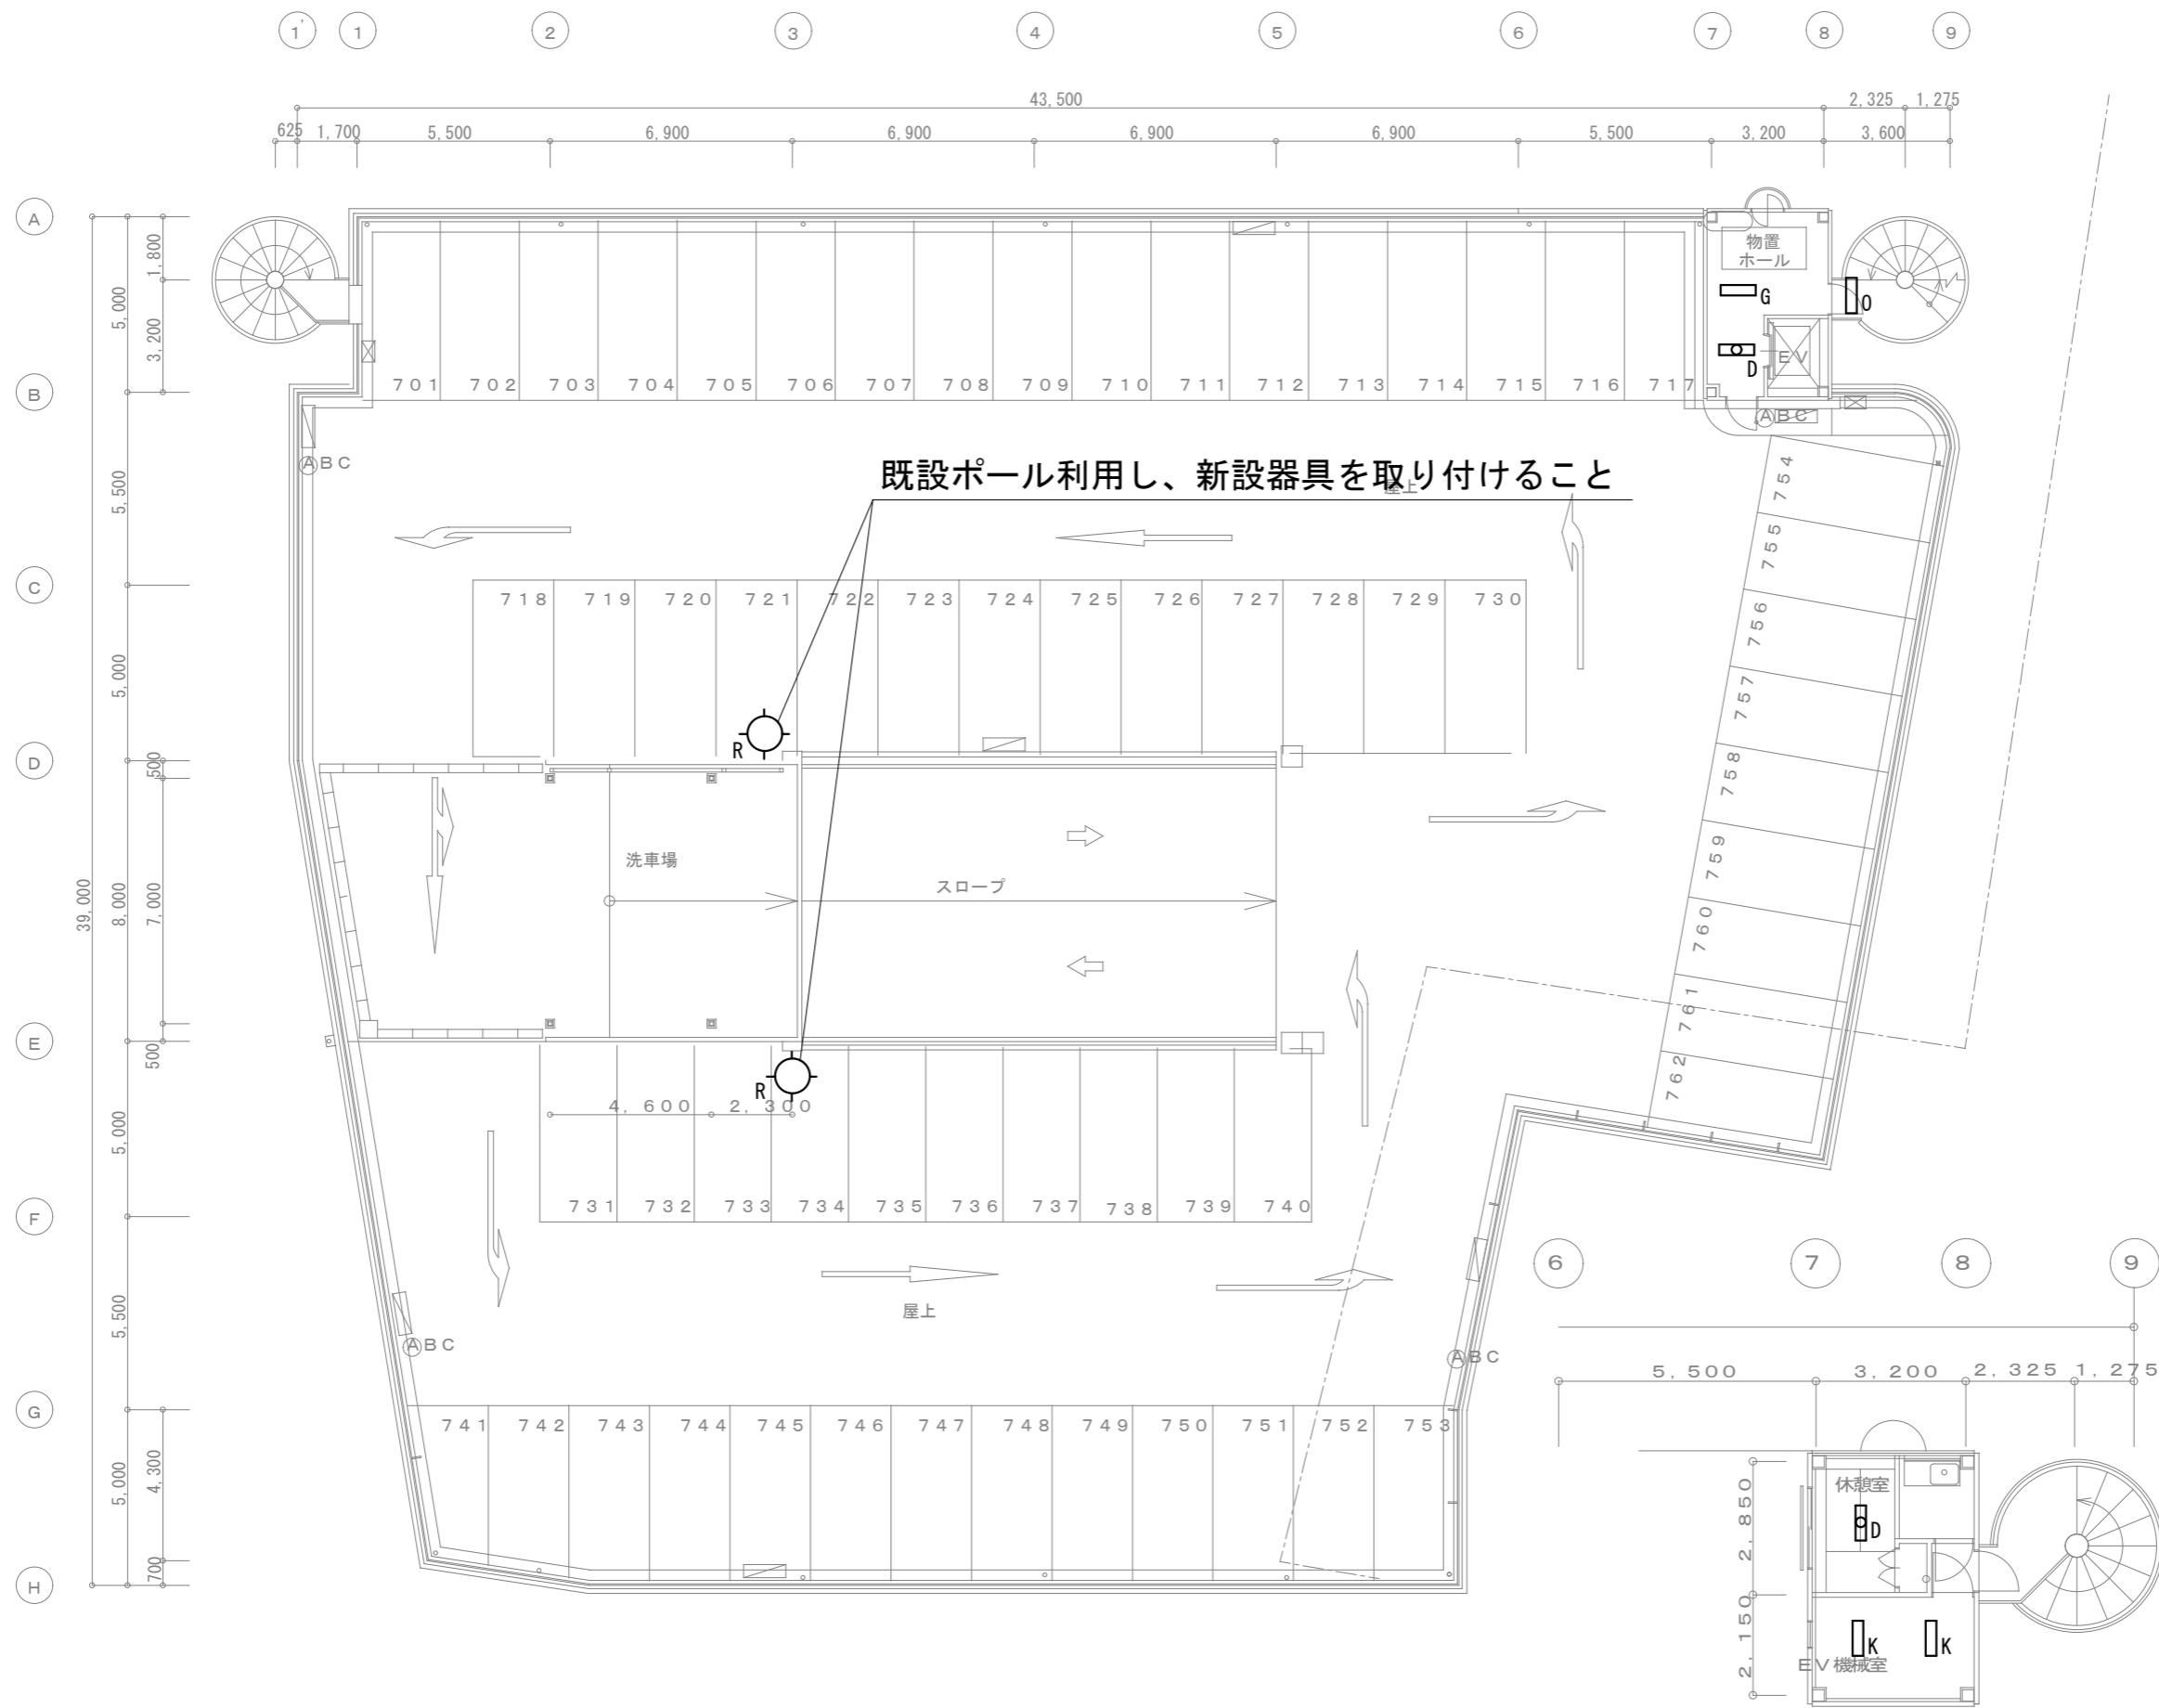 1' 1 2 3 4 5 6 7 8 9
43,500 2,325 1,275
625 1,700 5,500 6,900 6,900 6,900 6,900 5,500 3,200 3,600
A
B
C
D
E
F
G
H
39,000
5,000
5,500
5,000
8,000
5,000
5,500
5,000
1,800
3,200
500
7,000
500
4,300
700
物置
ホール
G
O
D
EV
701 702 703 704 705 706 707 708 709 710 711 712 713 714 715 716 717
ABC
ABC
既設ポール利用し、新設器具を取り付けること
屋上
718 719 720 721 722 723 724 725 726 727 728 729 730
754
755
756
757
758
759
760
761
762
R
洗車場
スロープ
R
4,600 2,300
731 732 733 734 735 736 737 738 739 740
屋上
ABC
ABC
741 742 743 744 745 746 747 748 749 750 751 752 753
6 7 8 9
5,500 3,200 2,325 1,275
2,850
2,150
休憩室
D
K K
EV機械室